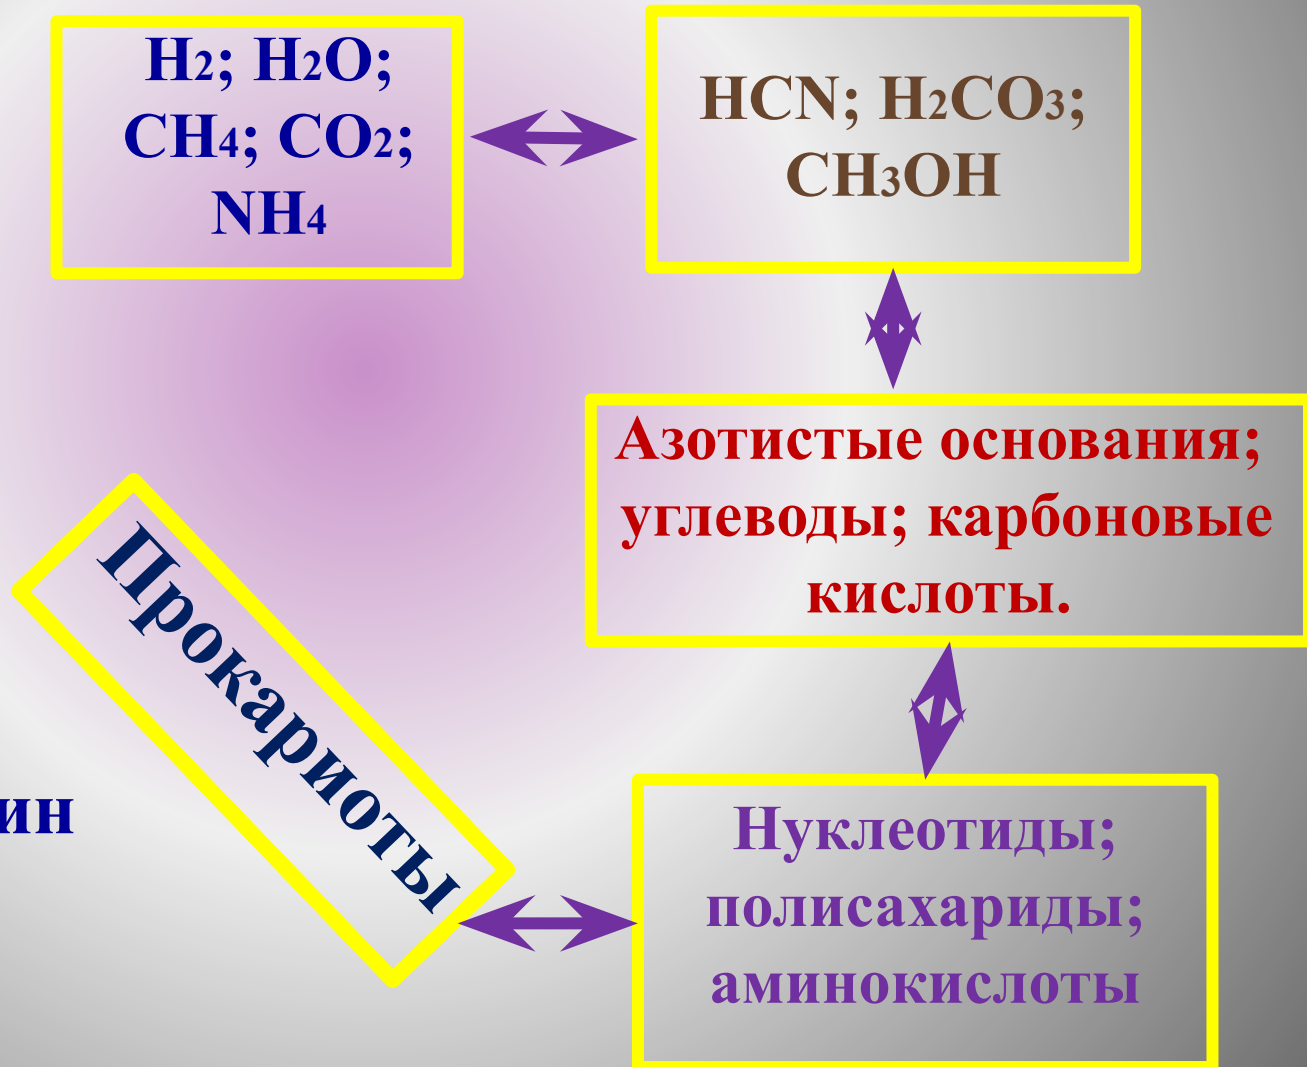 H2; H2O;
CH4; CO2;
NH4
HCN; H2CO3;
CH3OH
Азотистые основания;
углеводы; карбоновые
кислоты.
Нуклеотиды;
полисахариды;
аминокислоты
Прокариоты
ин